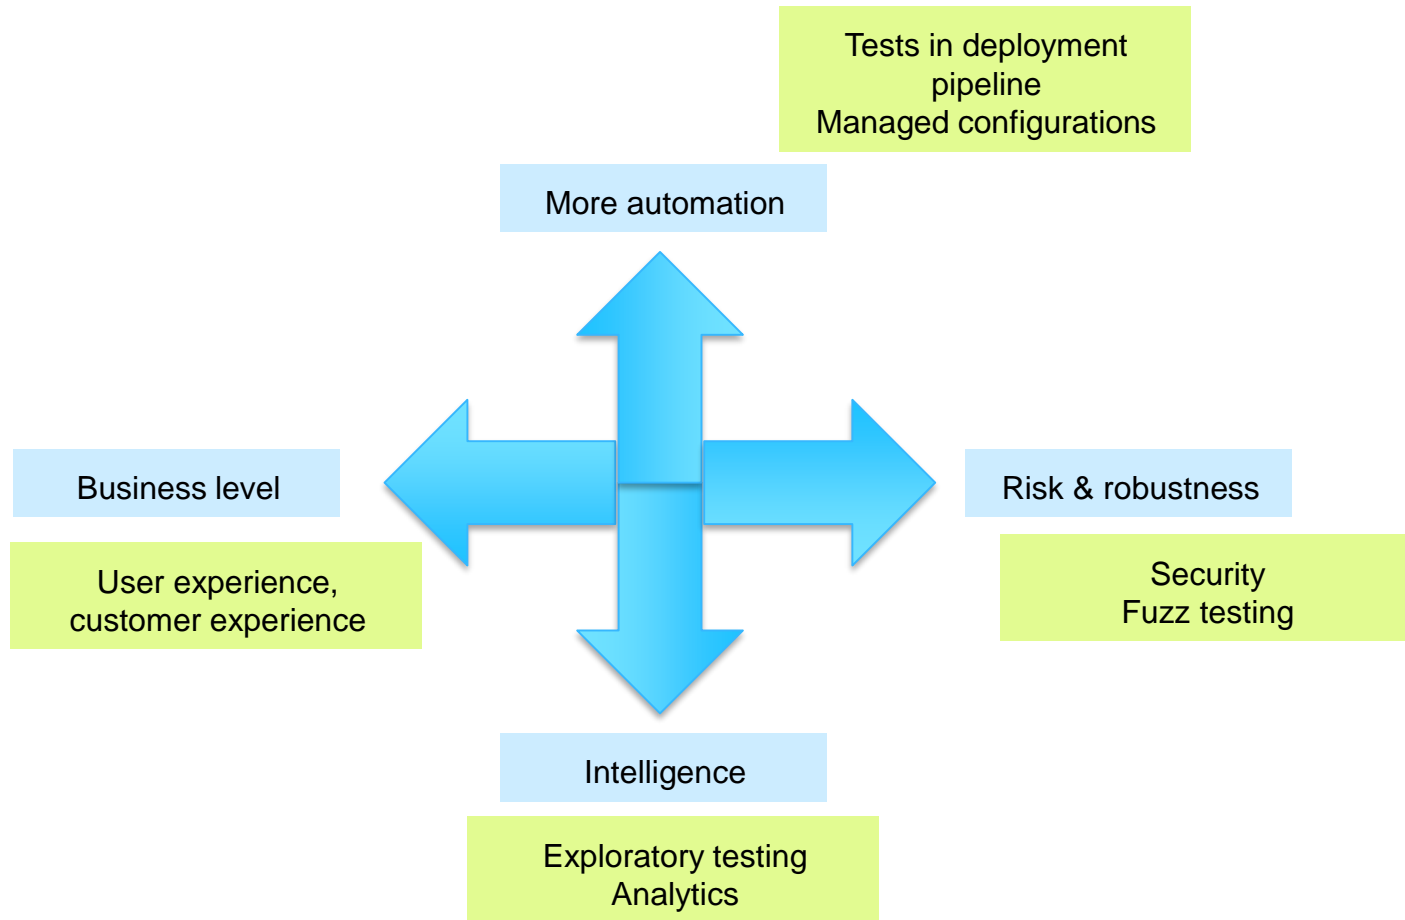 Tests in deployment
pipeline
Managed configurations
More automation
Business level
User experience,
customer experience
Risk & robustness
Security
Fuzz testing
Intelligence
Exploratory testing
Analytics